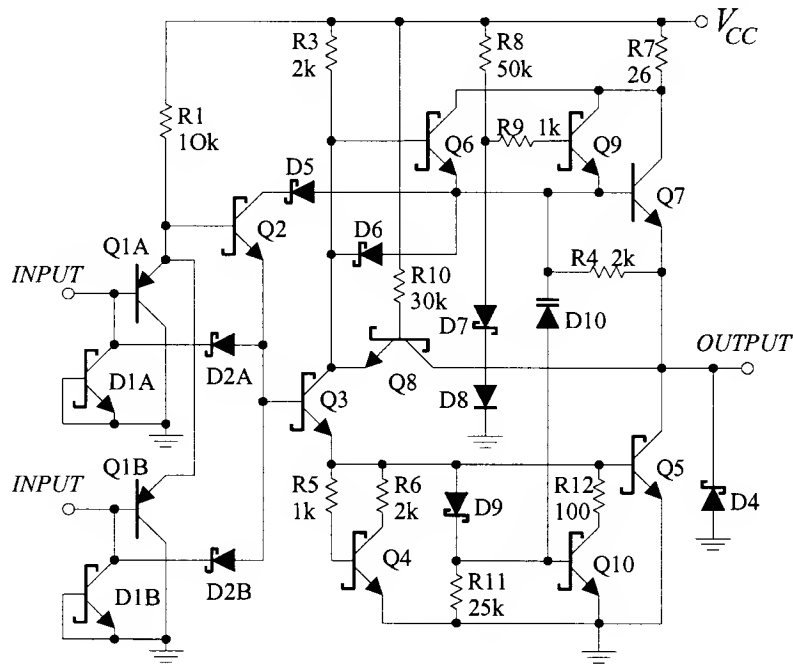 V_CC
R3
2k
R8
50k
R7
26
R1
10k
R9 1k
Q6
Q9
Q7
D5
Q2
Q1A
INPUT
D6
R10
30k
R4 2k
D7
D10
D1A
D2A
Q3
Q8
D8
OUTPUT
Q1B
INPUT
R5
1k
R6
2k
D9
R12
100
Q5
D4
Q4
Q10
D1B
D2B
R11
25k